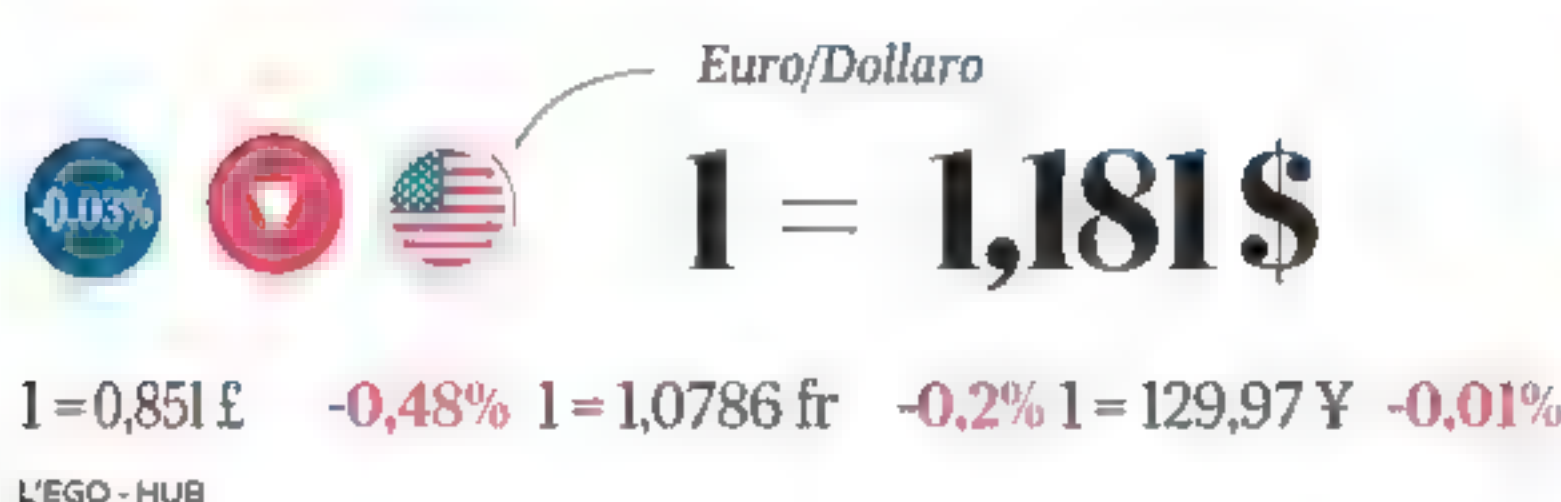 Euro/Dollaro
-0.03%
1 = 1,181 $
1 = 0,851 £ -0,48% 1 = 1,0786 fr -0,2% 1 = 129,97 ¥ -0,01%
L'EGO - HUB